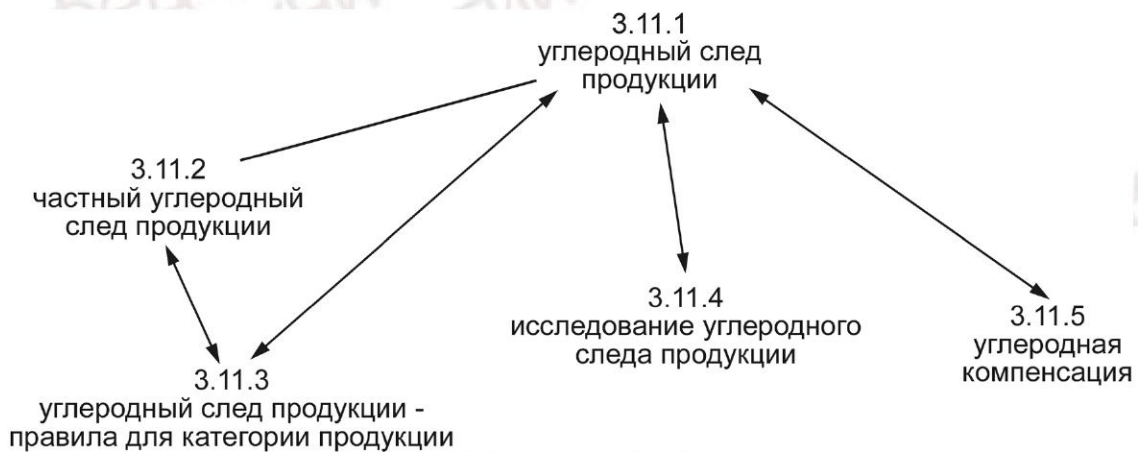 3.11.1
углеродный след
продукции
3.11.2
частный углеродный
след продукции
3.11.3
углеродный след продукции -
правила для категории продукции
3.11.4
исследование углеродного
следа продукции
3.11.5
углеродная
компенсация